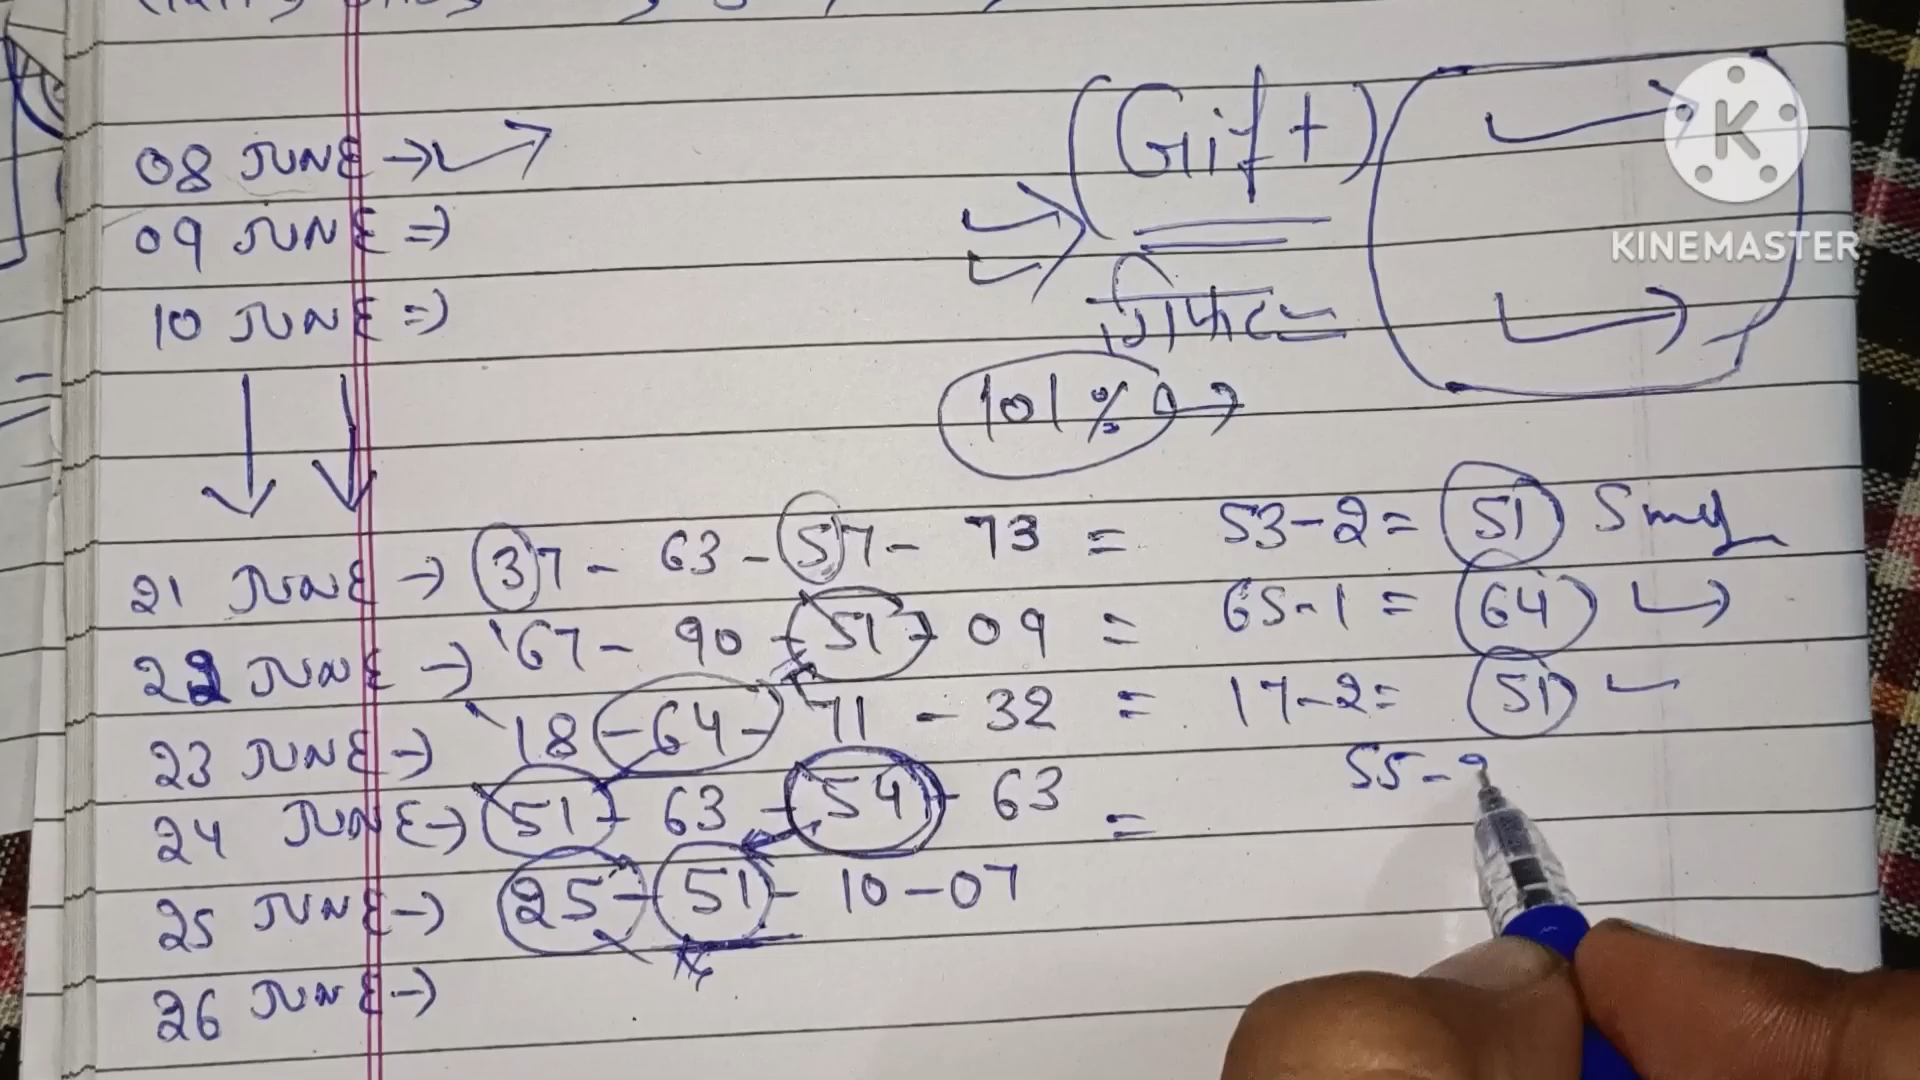 08 JUNE →
09 JUNE ⇒
10 JUNE ⇒
(Gift)
KINEMASTER
101%
21 JUNE → 37 - 63 - 57 - 73 = 53-2= 51
22 JUNE → 67 - 90 - 51 - 09 = 65-1 = 64
23 JUNE → 18 - 64 - 71 - 32 = 17-2= 51
24 JUNE → 51 - 63 - 54 - 63 = 55-
25 JUNE → 25 - 51 - 10 - 07
26 JUNE →